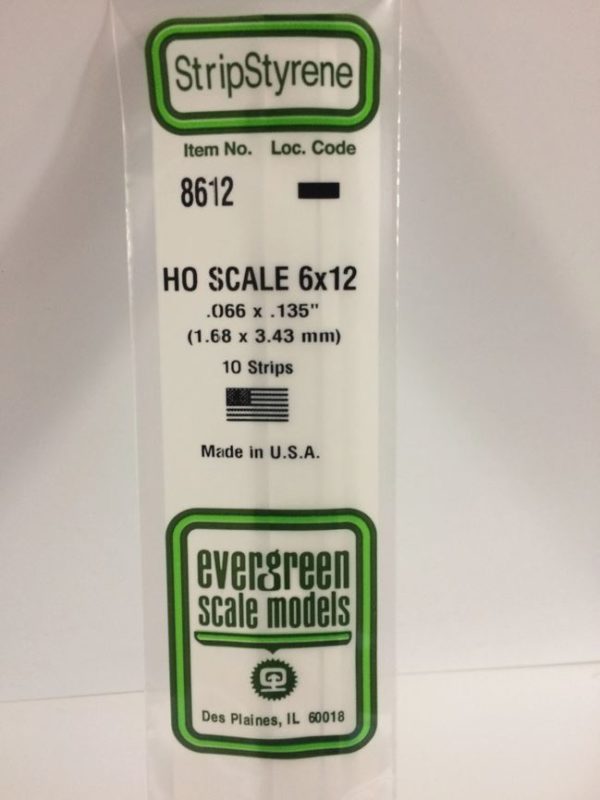 StripStyrene
Item No. Loc. Code
8612
HO SCALE 6x12
.066 x .135"
(1.68 x 3.43 mm)
10 Strips
Made in U.S.A.
evergreen
scale models
Des Plaines, IL 60018